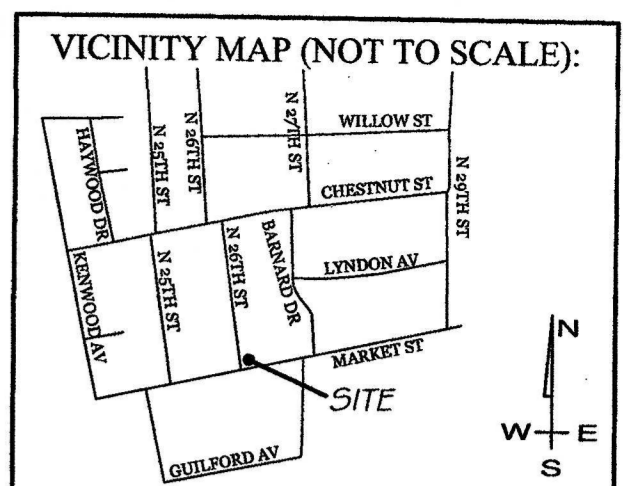 VICINITY MAP (NOT TO SCALE):
HAYWOOD DR
N 25TH ST
N 26TH ST
N 27TH ST
WILLOW ST
N 29TH ST
CHESTNUT ST
KENWOOD AV
N 25TH ST
N 26TH ST
BARNARD DR
LYNDON AV
MARKET ST
SITE
GUILFORD AV
N
W E
S